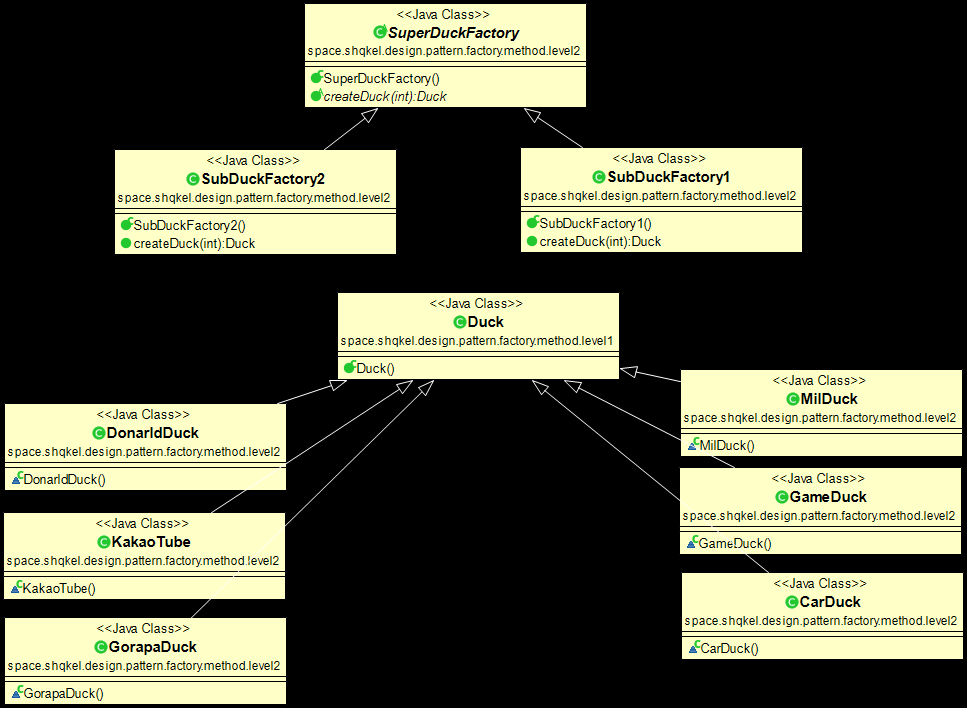 <<Java Class>>
SuperDuckFactory
space.shqkel.design.pattern.factory.method.level2
SuperDuckFactory()
createDuck(int):Duck
<<Java Class>>
SubDuckFactory2
space.shqkel.design.pattern.factory.method.level2
SubDuckFactory2()
createDuck(int):Duck
<<Java Class>>
SubDuckFactory1
space.shqkel.design.pattern.factory.method.level2
SubDuckFactory1()
createDuck(int):Duck
<<Java Class>>
Duck
space.shqkel.design.pattern.factory.method.level1
Duck()
<<Java Class>>
DonarldDuck
space.shqkel.design.pattern.factory.method.level2
DonarldDuck()
<<Java Class>>
KakaoTube
space.shqkel.design.pattern.factory.method.level2
KakaoTube()
<<Java Class>>
GorapaDuck
space.shqkel.design.pattern.factory.method.level2
GorapaDuck()
<<Java Class>>
MilDuck
space.shqkel.design.pattern.factory.method.level2
MilDuck()
<<Java Class>>
GameDuck
space.shqkel.design.pattern.factory.method.level2
GameDuck()
<<Java Class>>
CarDuck
space.shqkel.design.pattern.factory.method.level2
CarDuck()